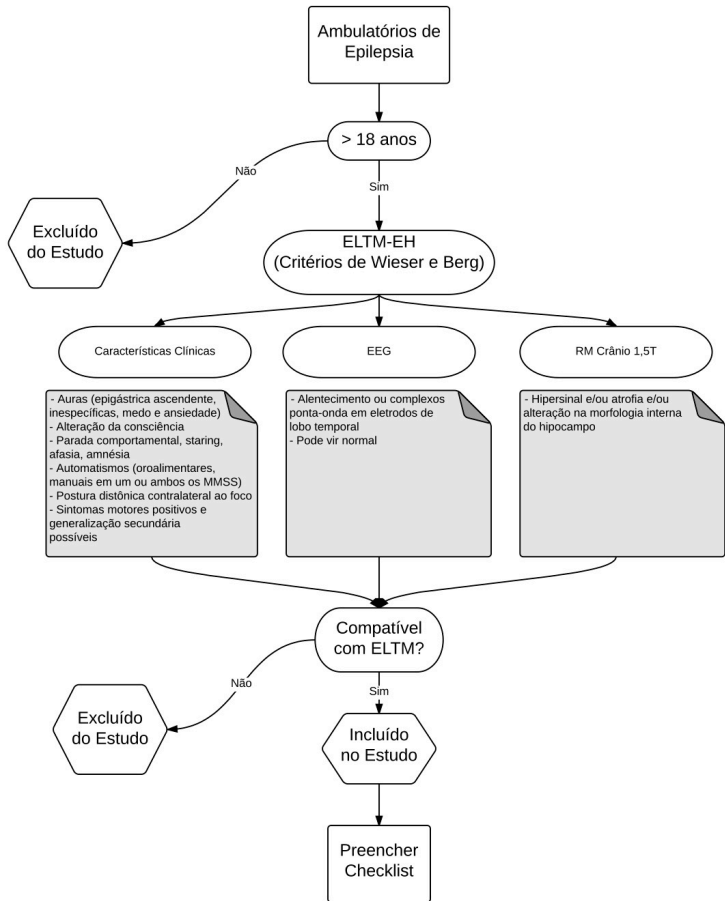 Ambulatórios de
Epilepsia
> 18 anos
Não
Sim
Excluído
do Estudo
ELTM-EH
(Critérios de Wieser e Berg)
Características Clínicas
EEG
RM Crânio 1,5T
- Auras (epigástrica ascendente,
inespecíficas, medo e ansiedade)
- Alteração da consciência
- Parada comportamental, staring,
afasia, amnésia
- Automatismos (oroalimentares,
manuais em um ou ambos os MMSS)
- Postura distônica contralateral ao foco
- Sintomas motores positivos e
generalização secundária
possíveis
- Alentecimento ou complexos
ponta-onda em eletrodos de
lobo temporal
- Pode vir normal
- Hipersinal e/ou atrofia e/ou
alteração na morfologia interna
do hipocampo
Compatível
com ELTM?
Não
Sim
Excluído
do Estudo
Incluído
no Estudo
Preencher
Checklist